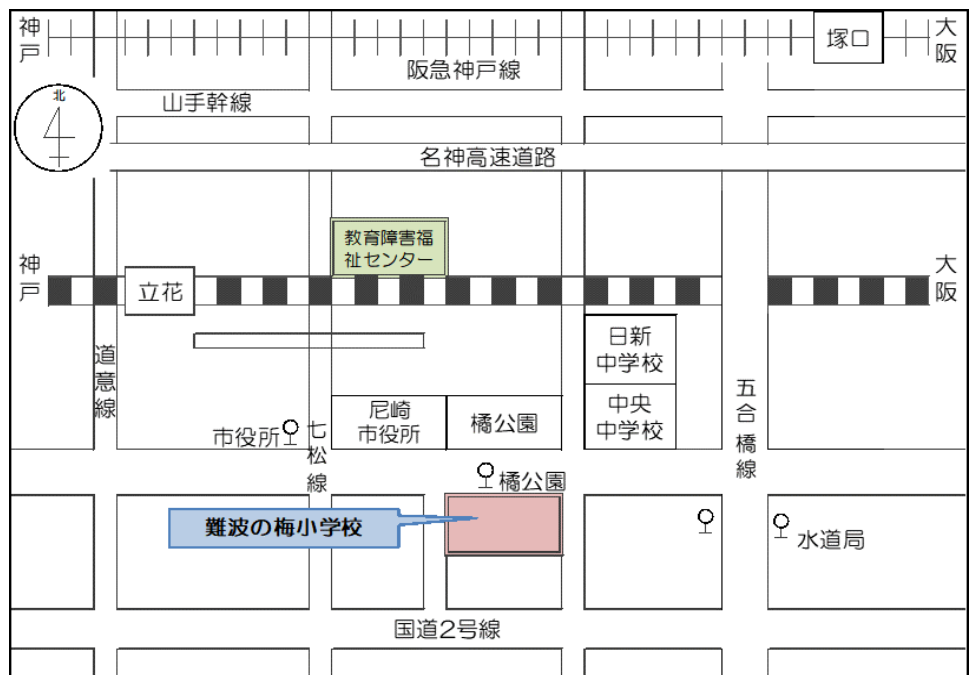 神戸
塚口
大阪
阪急神戸線
北
山手幹線
名神高速道路
教育障害福
祉センター
神戸
立花
大阪
日新
中学校
道意線
五合橋線
中央
中学校
尼崎
市役所
橘公園
市役所
七松線
橘公園
難波の梅小学校
水道局
国道2号線